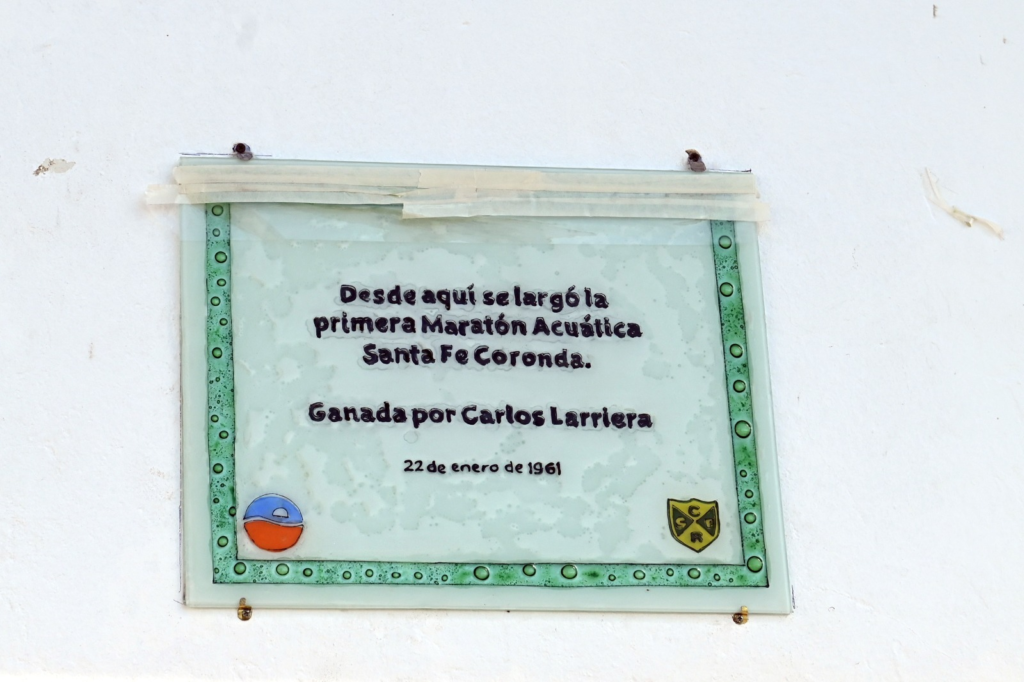 Desde aquí se largó la
primera Maratón Acuática
Santa Fe Coronda.
Ganada por Carlos Larriera
22 de enero de 1961
C
S F
R